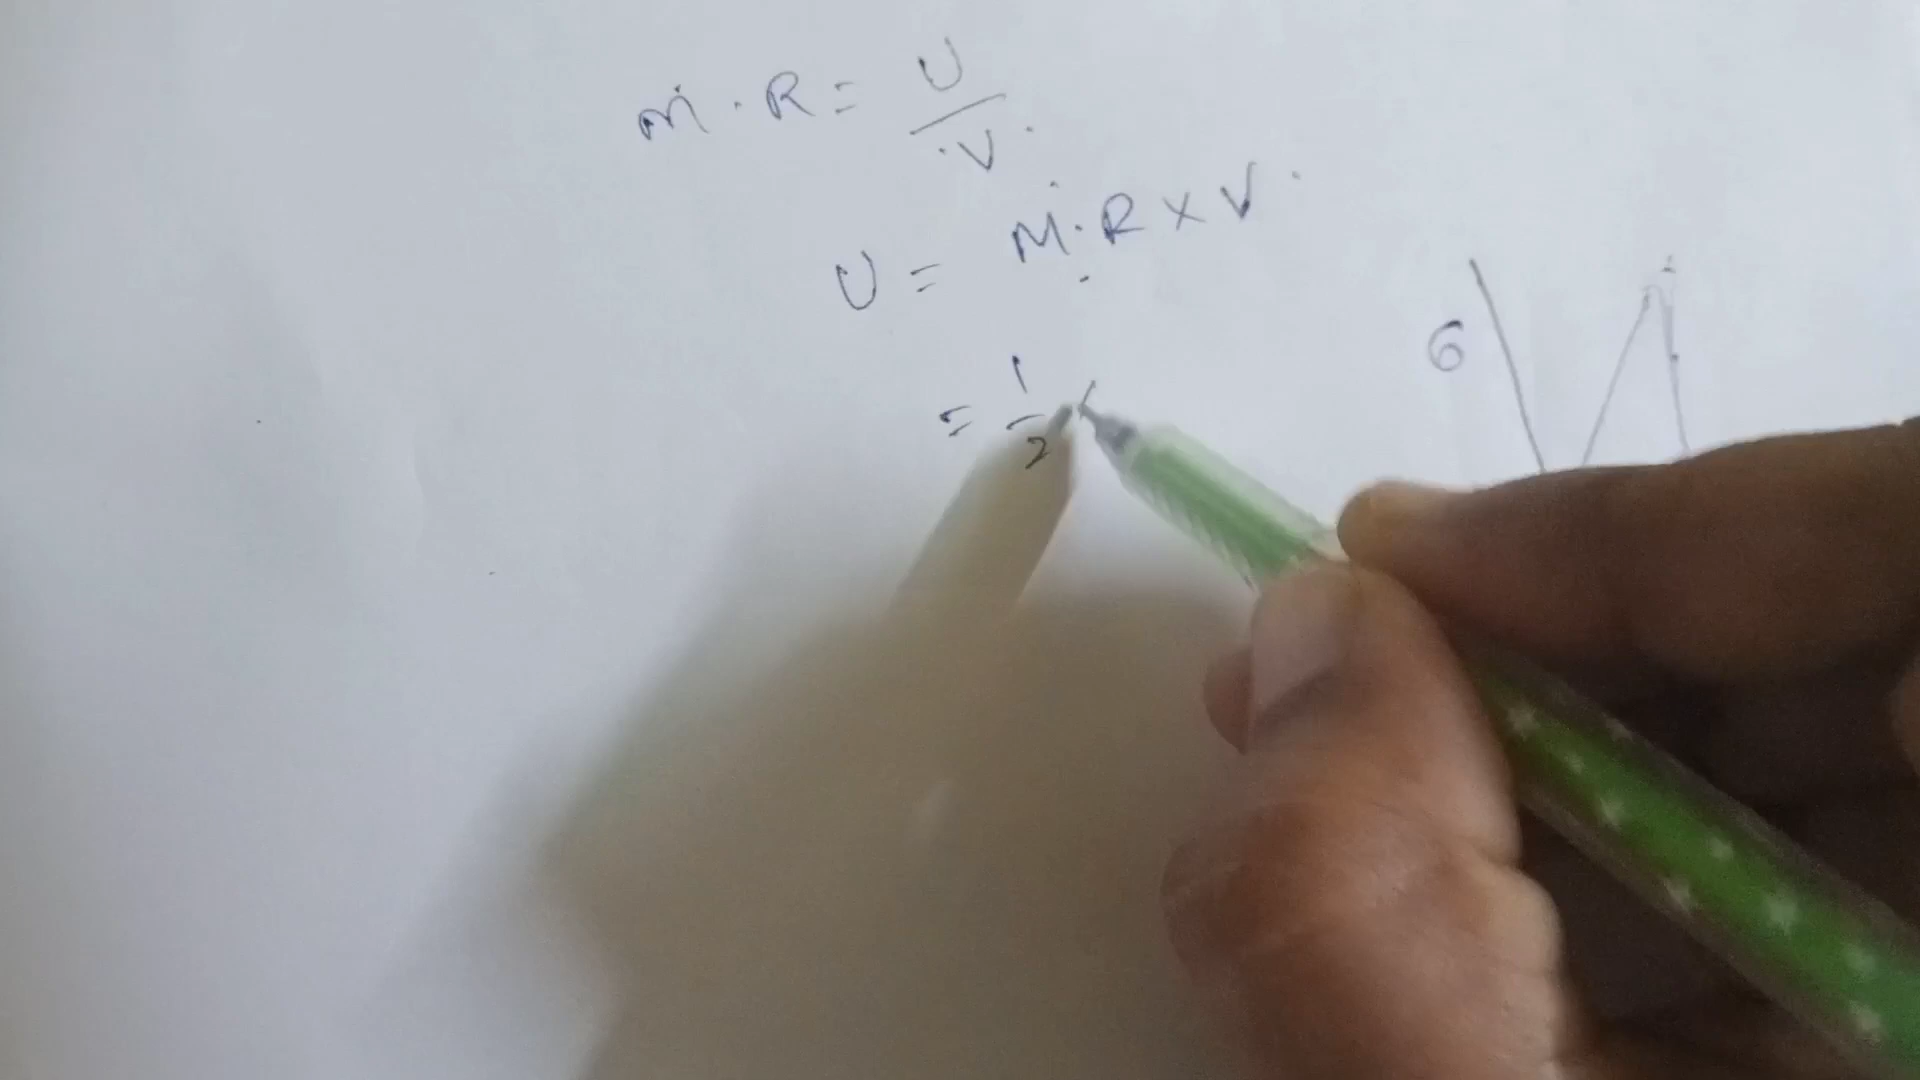 M.R = U/V
U = M.R × V
= 1/2
6